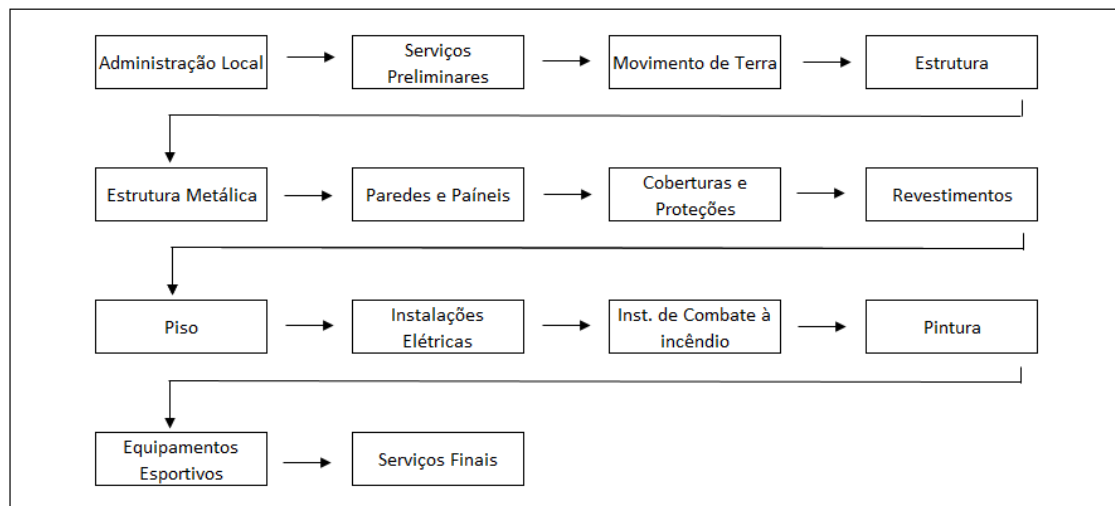 Administração Local
Serviços
Preliminares
Movimento de Terra
Estrutura
Estrutura Metálica
Paredes e Paíneis
Coberturas e
Proteções
Revestimentos
Piso
Instalações
Elétricas
Inst. de Combate à
incêndio
Pintura
Equipamentos
Esportivos
Serviços Finais